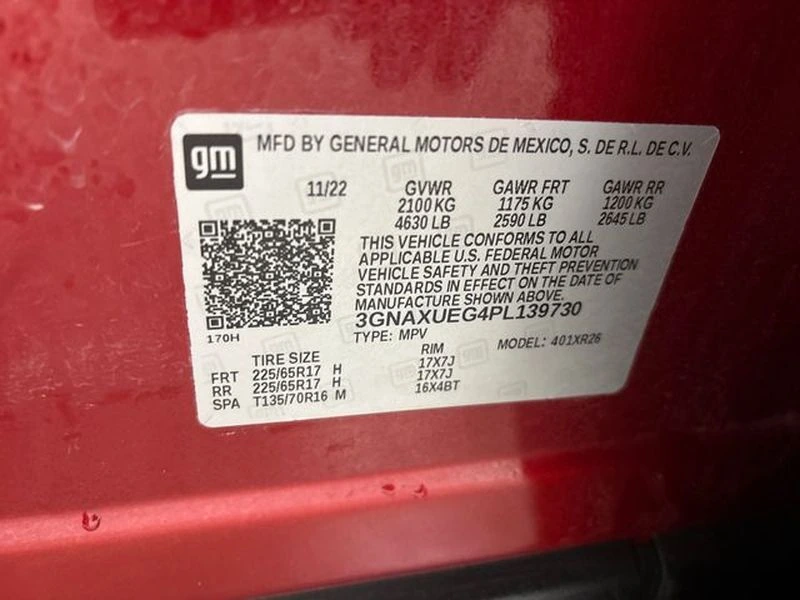 gm
MFD BY GENERAL MOTORS DE MEXICO, S. DE R.L. DE C.V.
11/22 GVWR GAWR FRT GAWR RR
2100 KG 1175 KG 1200 KG
4630 LB 2590 LB 2645 LB
THIS VEHICLE CONFORMS TO ALL
APPLICABLE U.S. FEDERAL MOTOR
VEHICLE SAFETY AND THEFT PREVENTION
STANDARDS IN EFFECT ON THE DATE OF
MANUFACTURE SHOWN ABOVE.
3GNAXUEG4PL139730
170H
TYPE: MPV MODEL: 401XR26
TIRE SIZE RIM
FRT 225/65R17 H 17X7J
RR 225/65R17 H 17X7J
SPA T135/70R16 M 16X4BT